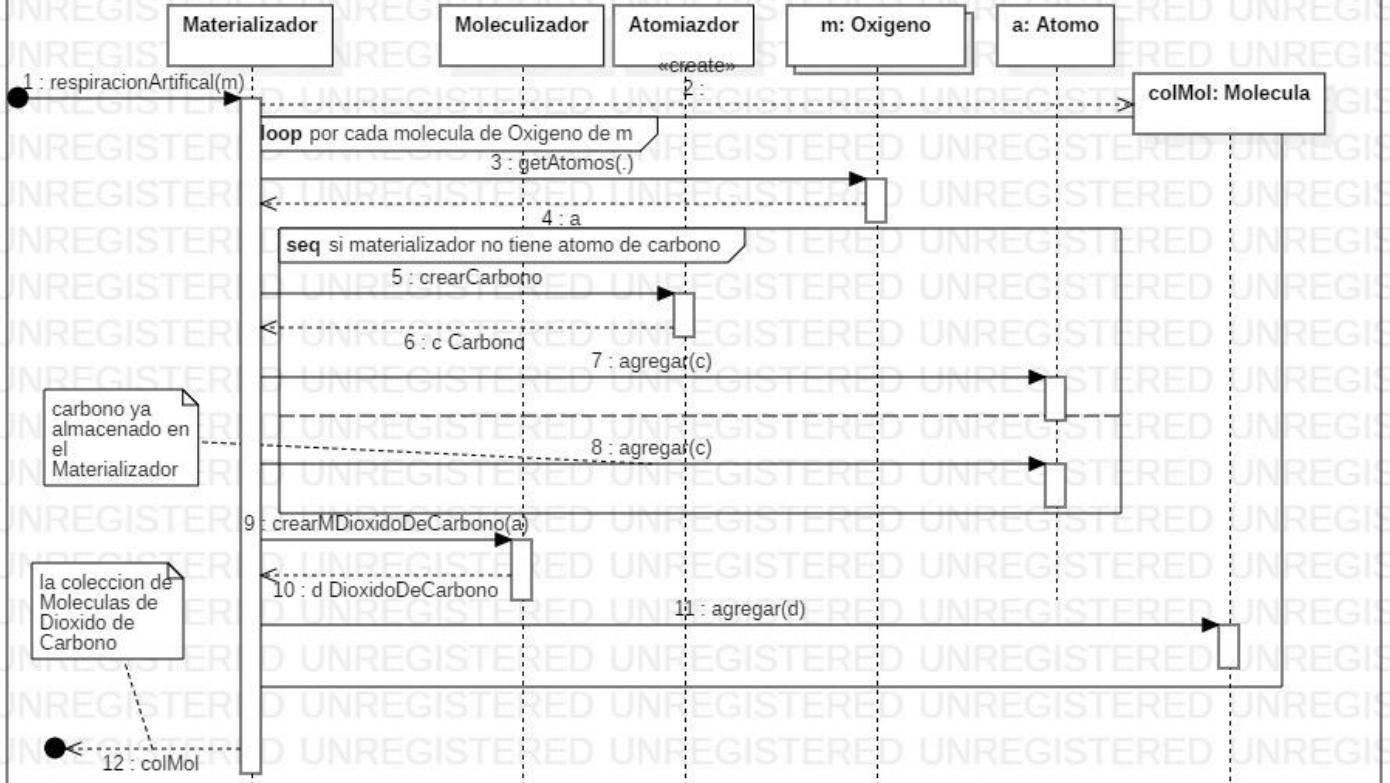 Materializador
Moleculizador
Atomiazdor
m: Oxigeno
a: Atomo
«create»
2 :
colMol: Molecula
1 : respiracionArtifical(m)
loop por cada molecula de Oxigeno de m
3 : getAtomos(.)
4 : a
seq si materializador no tiene atomo de carbono
5 : crearCarbono
6 : c Carbono
7 : agregar(c)
carbono ya
almacenado en
el
Materializador
8 : agregar(c)
9 : crearMDioxidoDeCarbono(a)
10 : d DioxidoDeCarbono
la coleccion de
Moleculas de
Dioxido de
Carbono
11 : agregar(d)
12 : colMol
UNREGISTERED